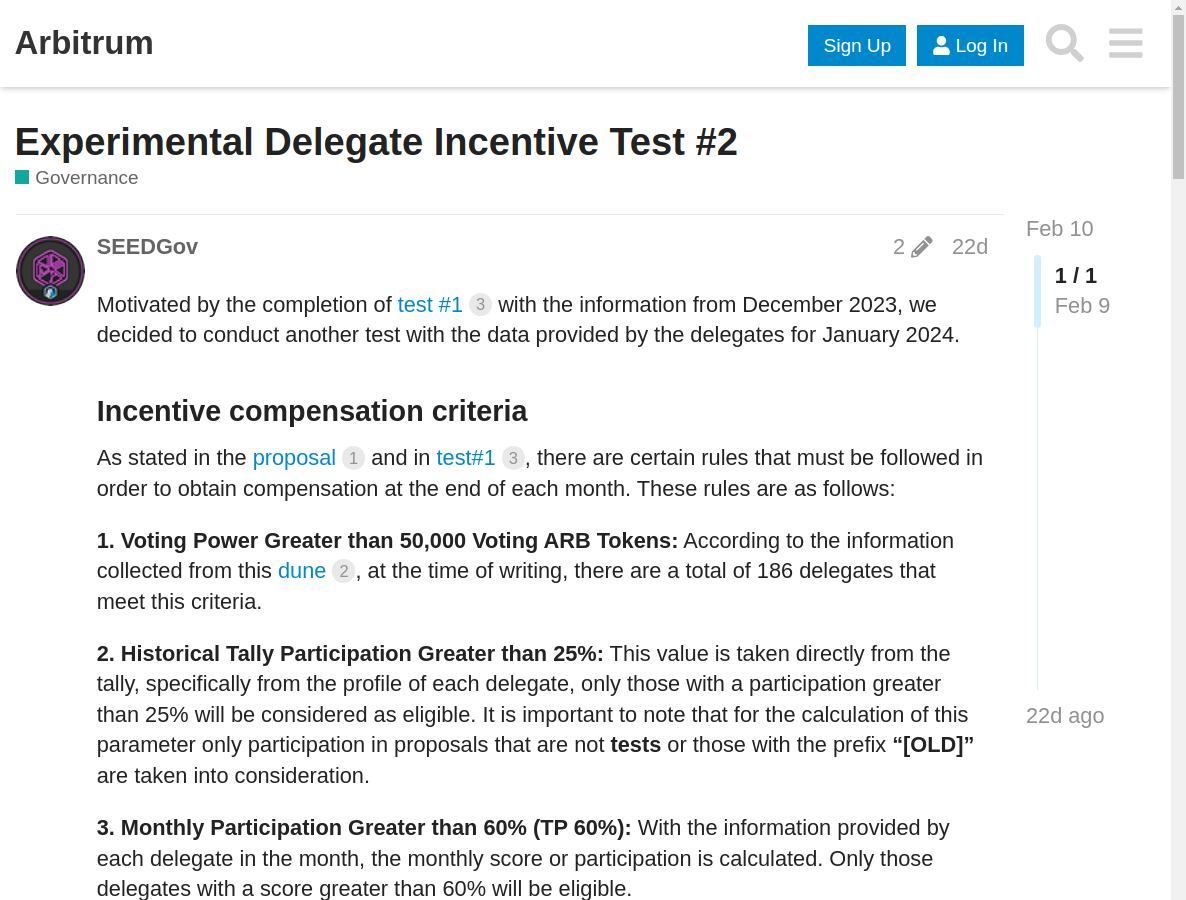 Arbitrum
Sign Up
Log In
Experimental Delegate Incentive Test #2
Governance
SEEDGov
2
22d
Motivated by the completion of test #1 3 with the information from December 2023, we
decided to conduct another test with the data provided by the delegates for January 2024.
Incentive compensation criteria
As stated in the proposal 1 and in test#1 3, there are certain rules that must be followed in
order to obtain compensation at the end of each month. These rules are as follows:
1. Voting Power Greater than 50,000 Voting ARB Tokens: According to the information
collected from this dune 2, at the time of writing, there are a total of 186 delegates that
meet this criteria.
2. Historical Tally Participation Greater than 25%: This value is taken directly from the
tally, specifically from the profile of each delegate, only those with a participation greater
than 25% will be considered as eligible. It is important to note that for the calculation of this
parameter only participation in proposals that are not tests or those with the prefix “[OLD]”
are taken into consideration.
3. Monthly Participation Greater than 60% (TP 60%): With the information provided by
each delegate in the month, the monthly score or participation is calculated. Only those
delegates with a score greater than 60% will be eligible.
Feb 10
1 / 1
Feb 9
22d ago